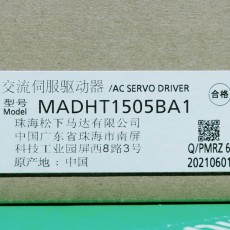 交流伺服驱动器 /AC SERVO DRIVER
合格
型号 Model MADHT1505BA1
珠海松下马达有限公司
中国广东省珠海市南屏
科技工业园屏西8路3号 Q/PMRZ 6
原产地：中国 20210601